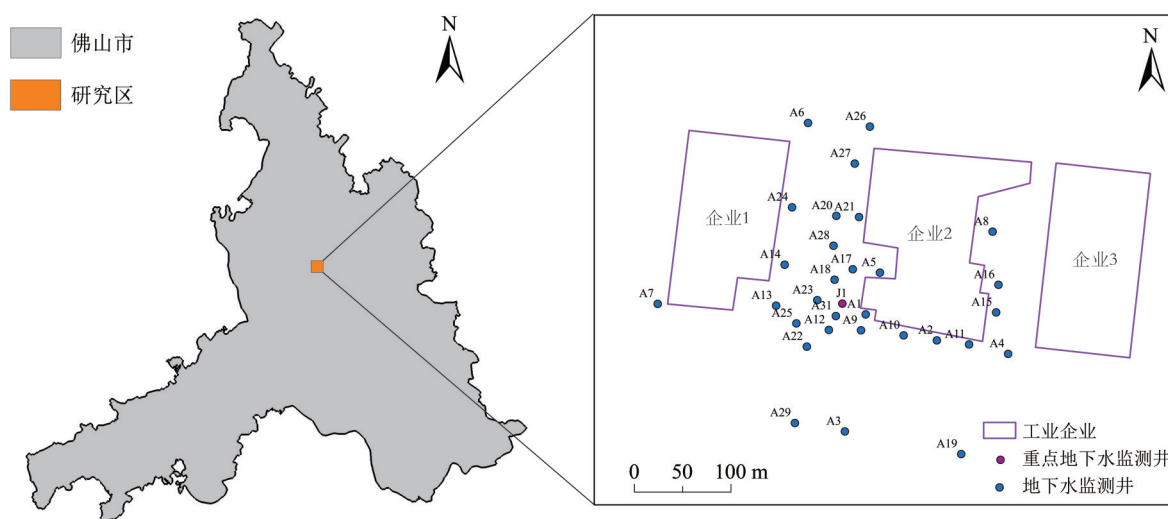 佛山市
研究区
N
N
A6
A26
A27
企业1
A24
A20
A21
企业2
A8
企业3
A28
A14
A17
A5
A18
A16
A7
A13
A23
J1
A31
A1
A15
A25
A12
A9
A10
A2
A11
A4
A22
A29
A3
A19
工业企业
重点地下水监测井
地下水监测井
0 50 100 m